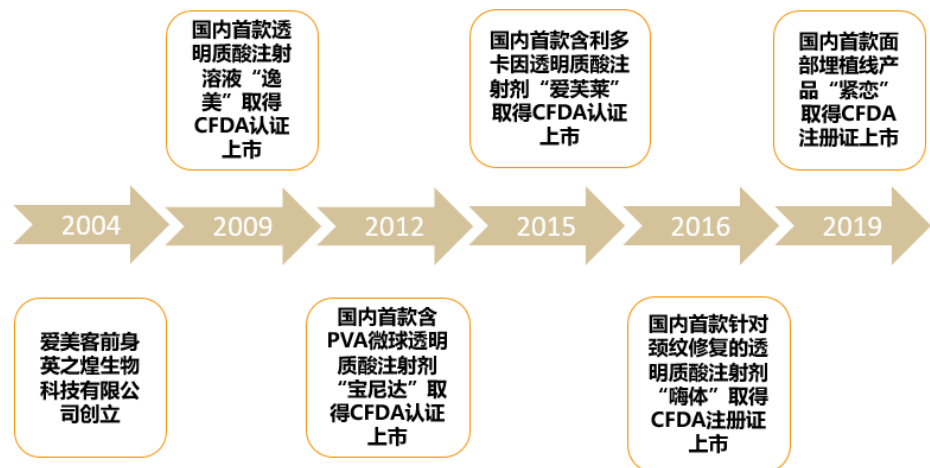 国内首款透
明质酸注射
溶液“逸
美”取得
CFDA认证
上市
国内首款含利多
卡因透明质酸注
射剂“爱芙莱”
取得CFDA认证
上市
国内首款面
部埋植线产
品“紧恋”
取得CFDA
注册证上市
2004
2009
2012
2015
2016
2019
爱美客前身
英之煌生物
科技有限公
司创立
国内首款含
PVA微球透明
质酸注射剂
“宝尼达”取
得CFDA认证
上市
国内首款针对
颈纹修复的透
明质酸注射剂
“嗨体”取得
CFDA注册证
上市